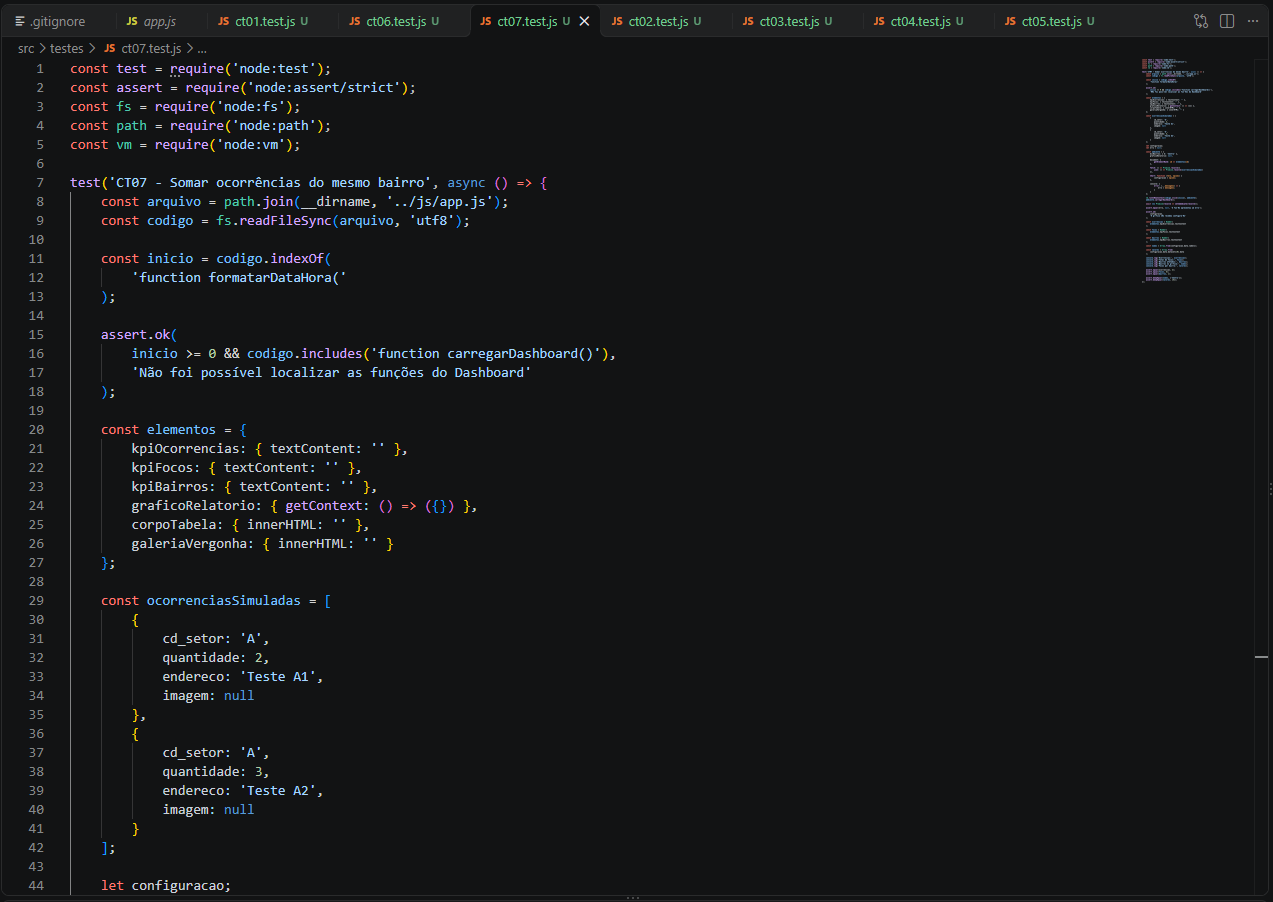 .gitignore
JS app.js
JS ct01.test.js U
JS ct06.test.js U
JS ct07.test.js U
JS ct02.test.js U
JS ct03.test.js U
JS ct04.test.js U
JS ct05.test.js U
src > testes > JS ct07.test.js > ...
1 const test = require('node:test');
2 const assert = require('node:assert/strict');
3 const fs = require('node:fs');
4 const path = require('node:path');
5 const vm = require('node:vm');
6
7 test('CT07 - Somar ocorrências do mesmo bairro', async () => {
8     const arquivo = path.join(__dirname, '../js/app.js');
9     const codigo = fs.readFileSync(arquivo, 'utf8');
10
11     const inicio = codigo.indexOf(
12         'function formatarDataHora('
13     );
14
15     assert.ok(
16         inicio >= 0 && codigo.includes('function carregarDashboard()'),
17         'Não foi possível localizar as funções do Dashboard'
18     );
19
20     const elementos = {
21         kpiOcorrencias: { textContent: '' },
22         kpiFocos: { textContent: '' },
23         kpiBairros: { textContent: '' },
24         graficoRelatorio: { getContext: () => ({}) },
25         corpoTabela: { innerHTML: '' },
26         galeriaVergonha: { innerHTML: '' }
27     };
28
29     const ocorrenciasSimuladas = [
30         {
31             cd_setor: 'A',
32             quantidade: 2,
33             endereco: 'Teste A1',
34             imagem: null
35         },
36         {
37             cd_setor: 'A',
38             quantidade: 3,
39             endereco: 'Teste A2',
40             imagem: null
41         }
42     ];
43
44     let configuracao;